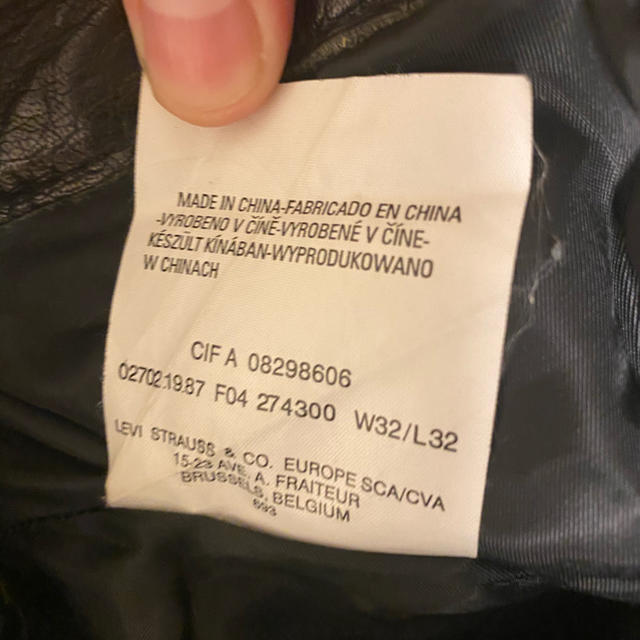 MADE IN CHINA-FABRICADO EN CHINA
-VYROBENO V ČÍNĚ-VYROBENÉ V ČÍNE-
KÉSZÜLT KÍNÁBAN-WYPRODUKOWANO
W CHINACH
CIF A 08298606
02702.19.87 F04 274300 W32/L32
LEVI STRAUSS & CO. EUROPE SCA/CVA
15-23 AVE. A. FRAITEUR
BRUSSELS, BELGIUM
693